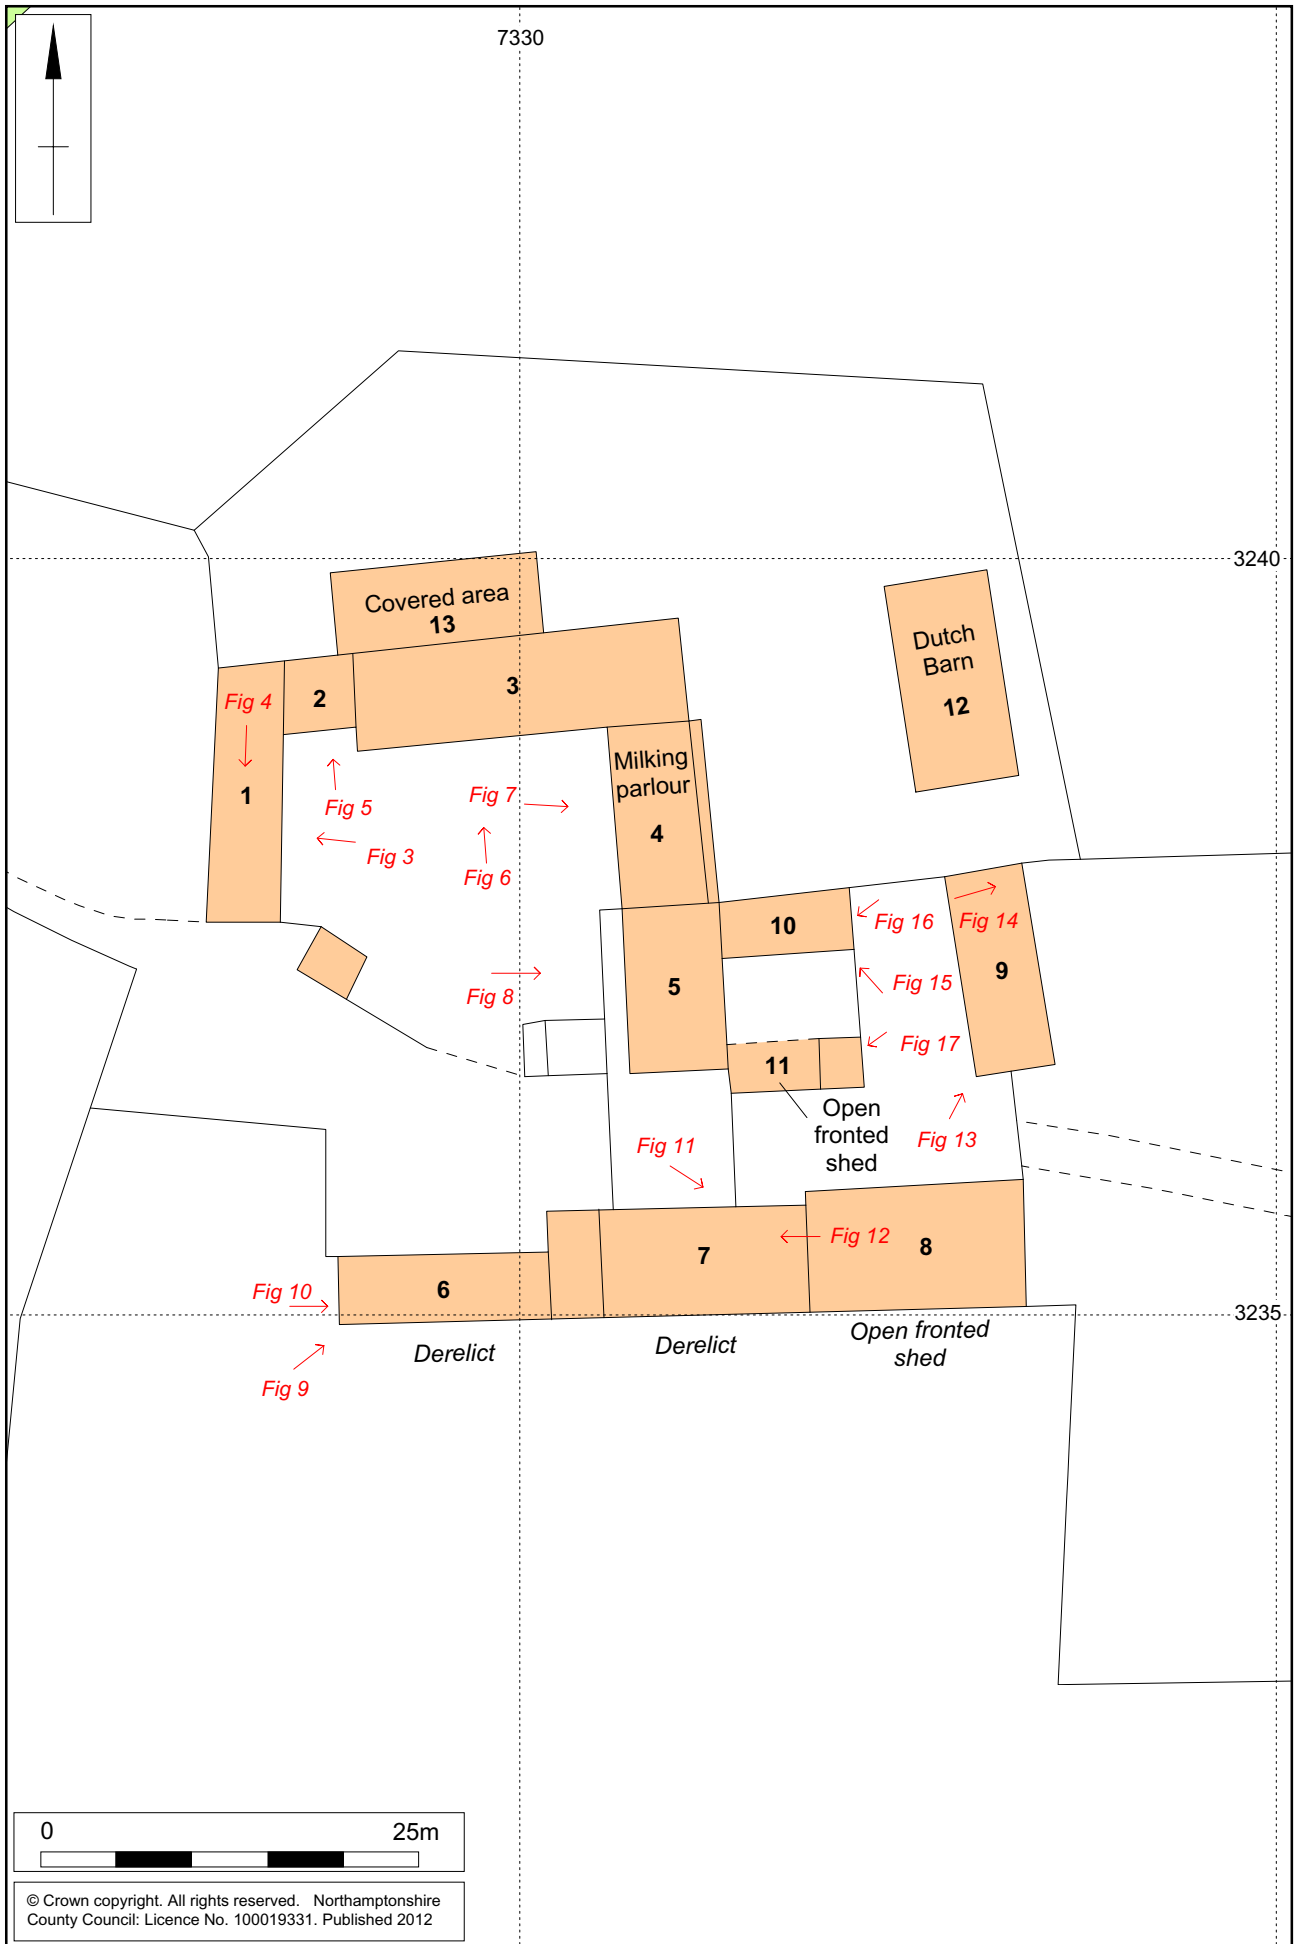 7330
3240
Covered area
13
Dutch
Barn
12
Fig 4
2
3
1
Milking
parlour
4
Fig 5
Fig 7
Fig 3
Fig 6
10
Fig 16
Fig 14
9
5
Fig 8
Fig 15
Fig 17
11
Open
fronted
shed
Fig 13
Fig 11
7
Fig 12
8
6
Fig 10
3235
Derelict
Derelict
Open fronted
shed
Fig 9
0 25m
© Crown copyright. All rights reserved. Northamptonshire
County Council: Licence No. 100019331. Published 2012